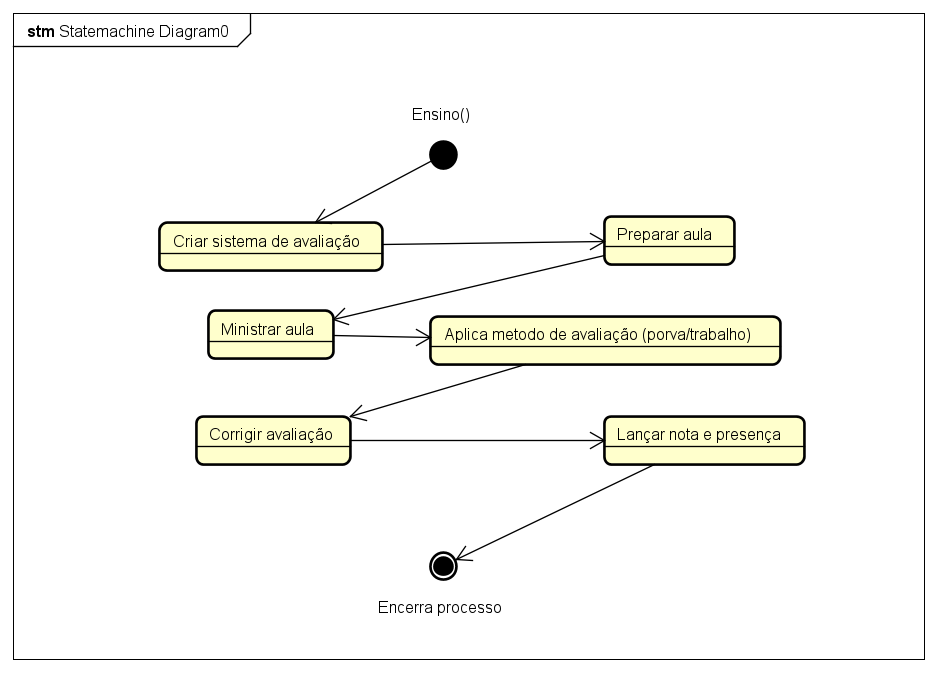 stm Statemachine Diagram0
Ensino()
Criar sistema de avaliação
Preparar aula
Ministrar aula
Aplica metodo de avaliação (porva/trabalho)
Corrigir avaliação
Lançar nota e presença
Encerra processo